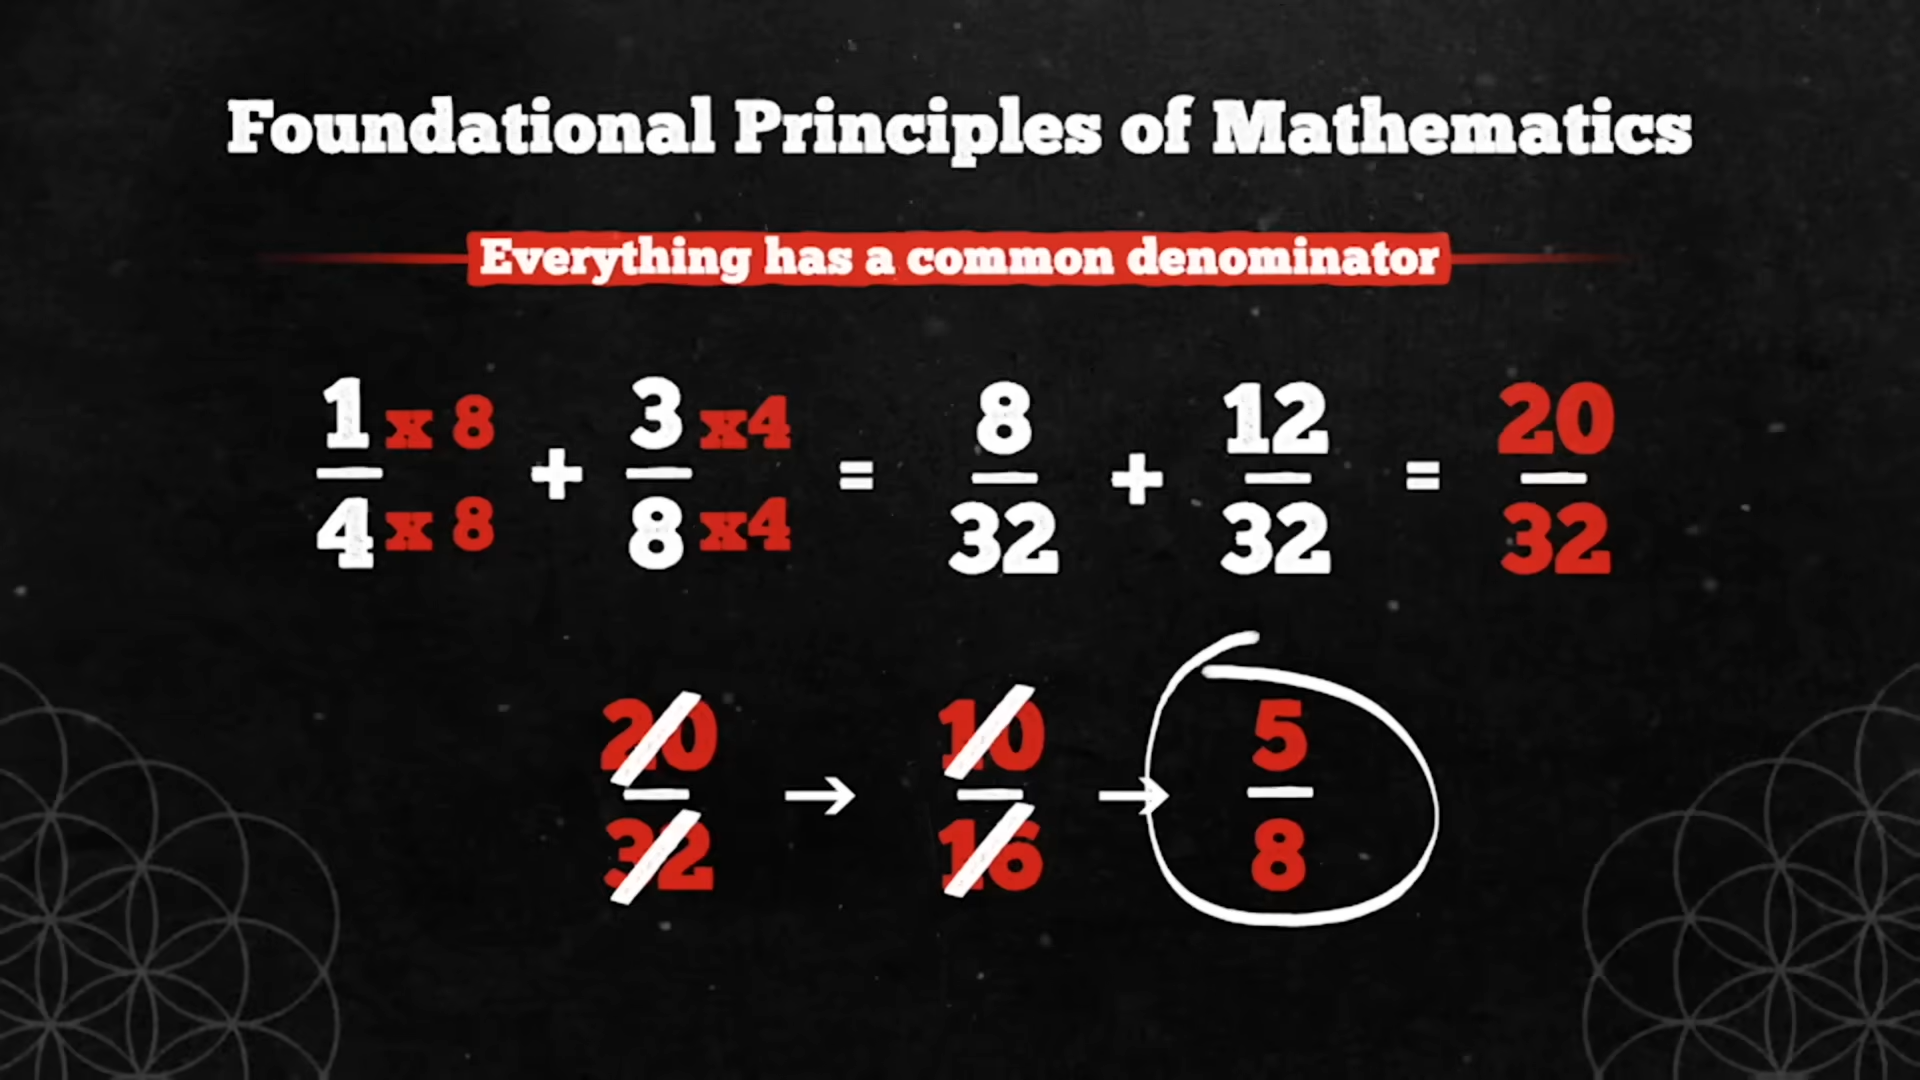 Foundational Principles of Mathematics
Everything has a common denominator
1 x 8 3 x4 8 12 20
+ = + =
4 x 8 8 x4 32 32 32
20 10 5
→ →
32 16 8